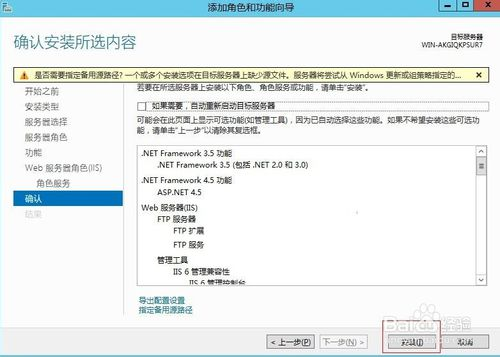 添加角色和功能向导
确认安装所选内容
目标服务器
WIN-AKGIQKPSUR7
是否需要指定备用源路径? 一个或多个安装选项在目标服务器上缺少源文件。服务器将尝试从 Windows 更新或组策略指定的...
开始之前
安装类型
服务器选择
服务器角色
功能
Web 服务器角色(IIS)
角色服务
确认
结果
若要在所选服务器上安装以下角色、角色服务或功能，请单击"安装"。
如果需要，自动重新启动目标服务器
可能会在此页面上显示可选功能(如管理工具)，因为已自动选择这些功能。如果不希望安装这些可选功
能，请单击"上一步"以清除其复选框。
.NET Framework 3.5 功能
.NET Framework 3.5 (包括 .NET 2.0 和 3.0)
.NET Framework 4.5 功能
ASP.NET 4.5
Web 服务器(IIS)
FTP 服务器
FTP 扩展
FTP 服务
管理工具
IIS 6 管理兼容性
IIS 6 管理控制台
导出配置设置
指定备用源路径
< 上一步(P)
下一步(N) >
安装(I)
取消
Baidu 经验